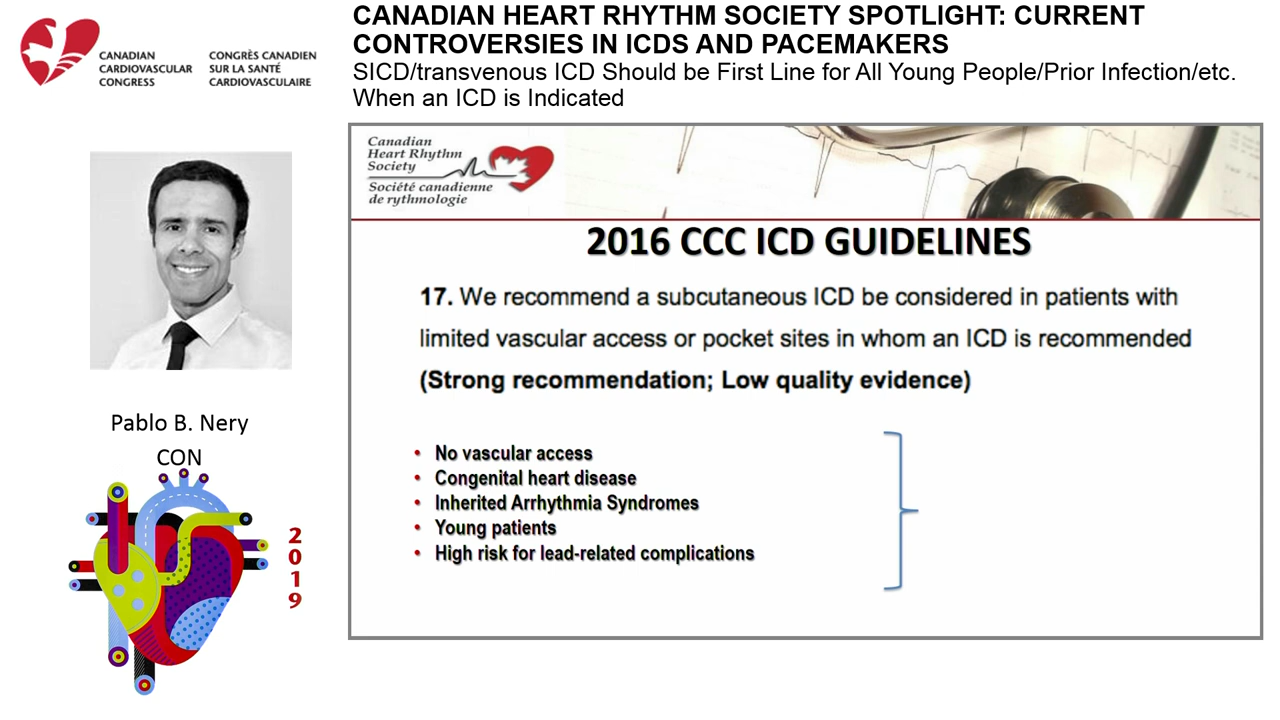 CANADIAN HEART RHYTHM SOCIETY SPOTLIGHT: CURRENT
CONTROVERSIES IN ICDS AND PACEMAKERS
SICD/transvenous ICD Should be First Line for All Young People/Prior Infection/etc.
When an ICD is Indicated
CANADIAN
CARDIOVASCULAR
CONGRESS
CONGRÈS CANADIEN
SUR LA SANTÉ
CARDIOVASCULAIRE
Canadian
Heart Rhythm
Society
Société canadienne
de rythmologie
2016 CCC ICD GUIDELINES
17. We recommend a subcutaneous ICD be considered in patients with
limited vascular access or pocket sites in whom an ICD is recommended
(Strong recommendation; Low quality evidence)
• No vascular access
• Congenital heart disease
• Inherited Arrhythmia Syndromes
• Young patients
• High risk for lead-related complications
Pablo B. Nery
CON
2
0
1
9